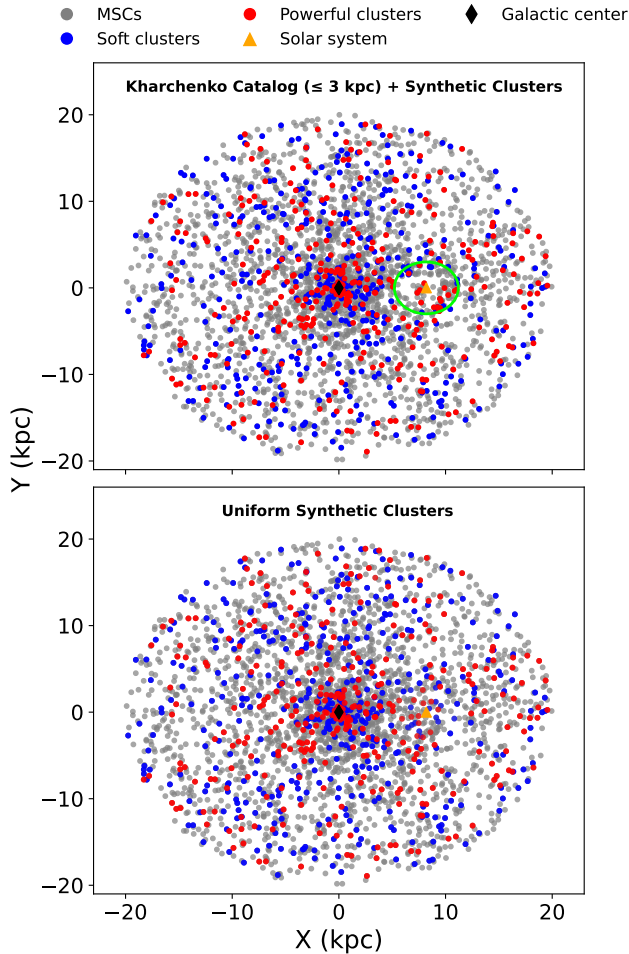 MSCs Powerful clusters Galactic center
Soft clusters Solar system
Kharchenko Catalog (≤ 3 kpc) + Synthetic Clusters
20
10
0
−10
−20
Y (kpc)
Uniform Synthetic Clusters
20
10
0
−10
−20
−20 −10 0 10 20
X (kpc)